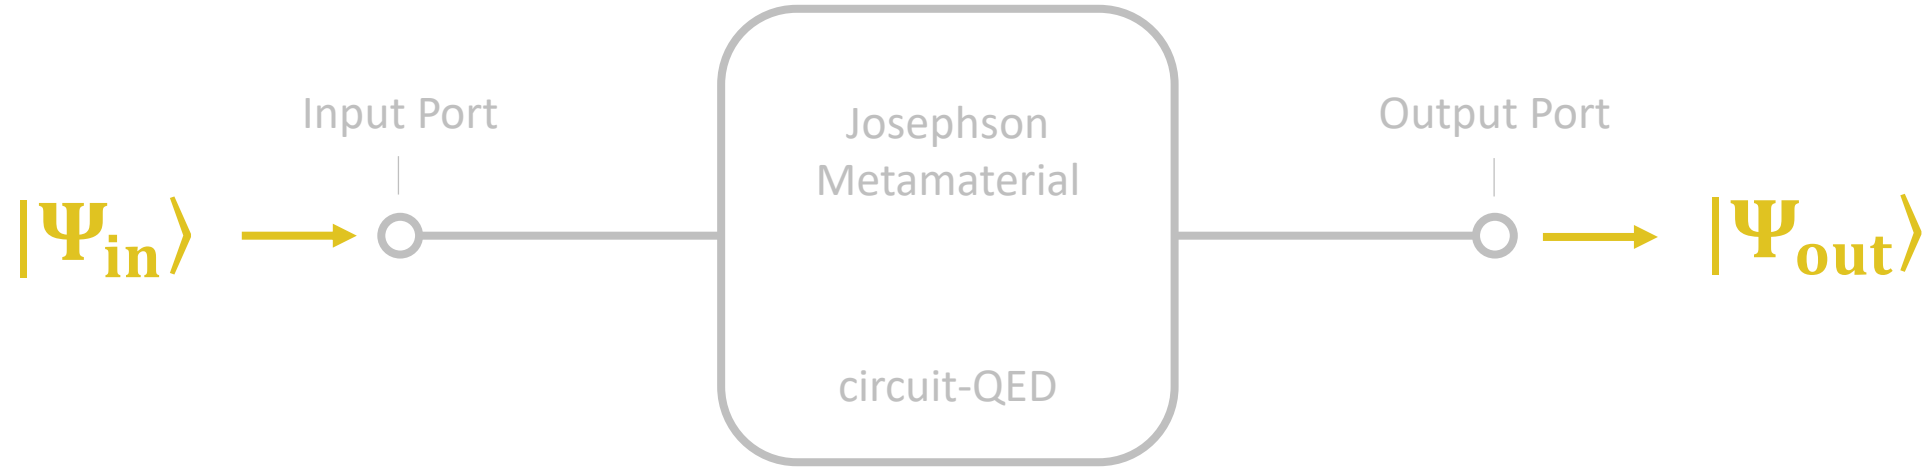 Input Port
Output Port
Josephson
Metamaterial
|Ψin⟩
|Ψout⟩
circuit-QED